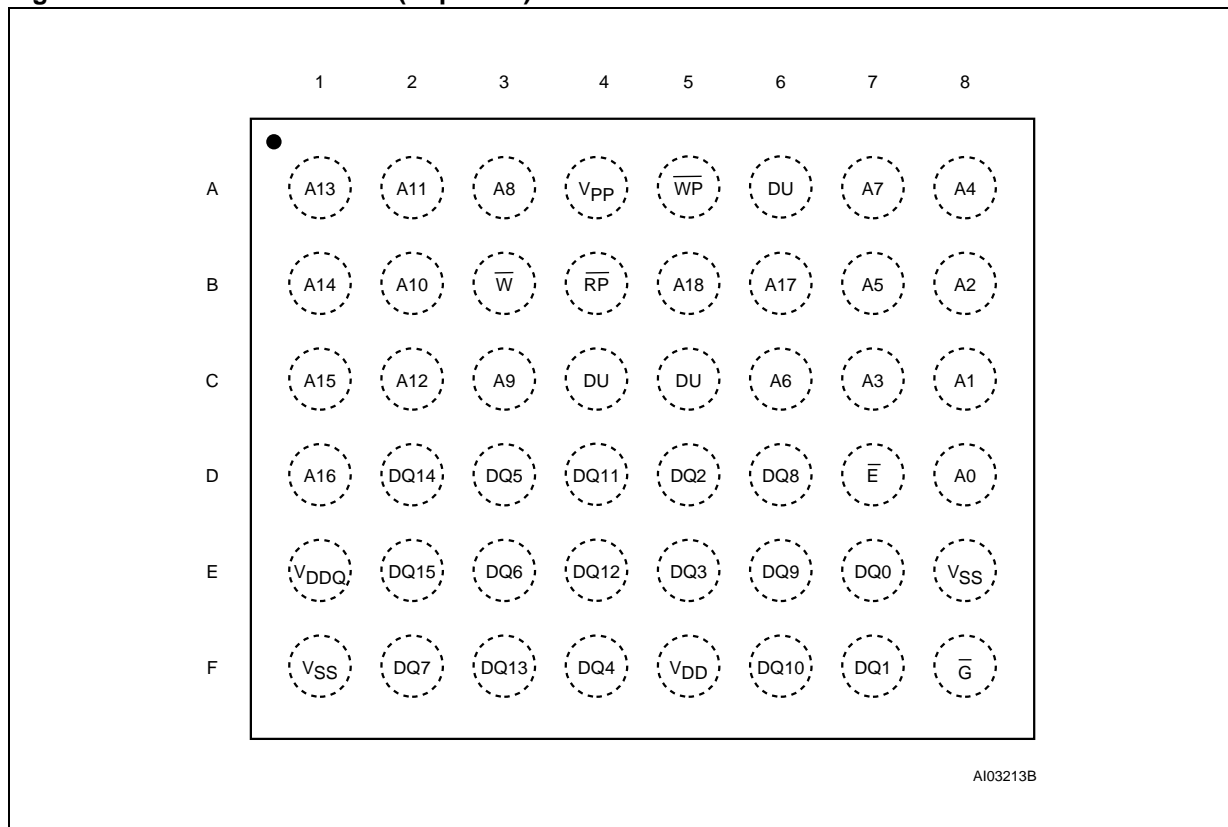 1 2 3 4 5 6 7 8
A A13 A11 A8 VPP W̅P̅ DU A7 A4
B A14 A10 W̅ R̅P̅ A18 A17 A5 A2
C A15 A12 A9 DU DU A6 A3 A1
D A16 DQ14 DQ5 DQ11 DQ2 DQ8 E̅ A0
E VDDQ DQ15 DQ6 DQ12 DQ3 DQ9 DQ0 VSS
F VSS DQ7 DQ13 DQ4 VDD DQ10 DQ1 G̅
AI03213B